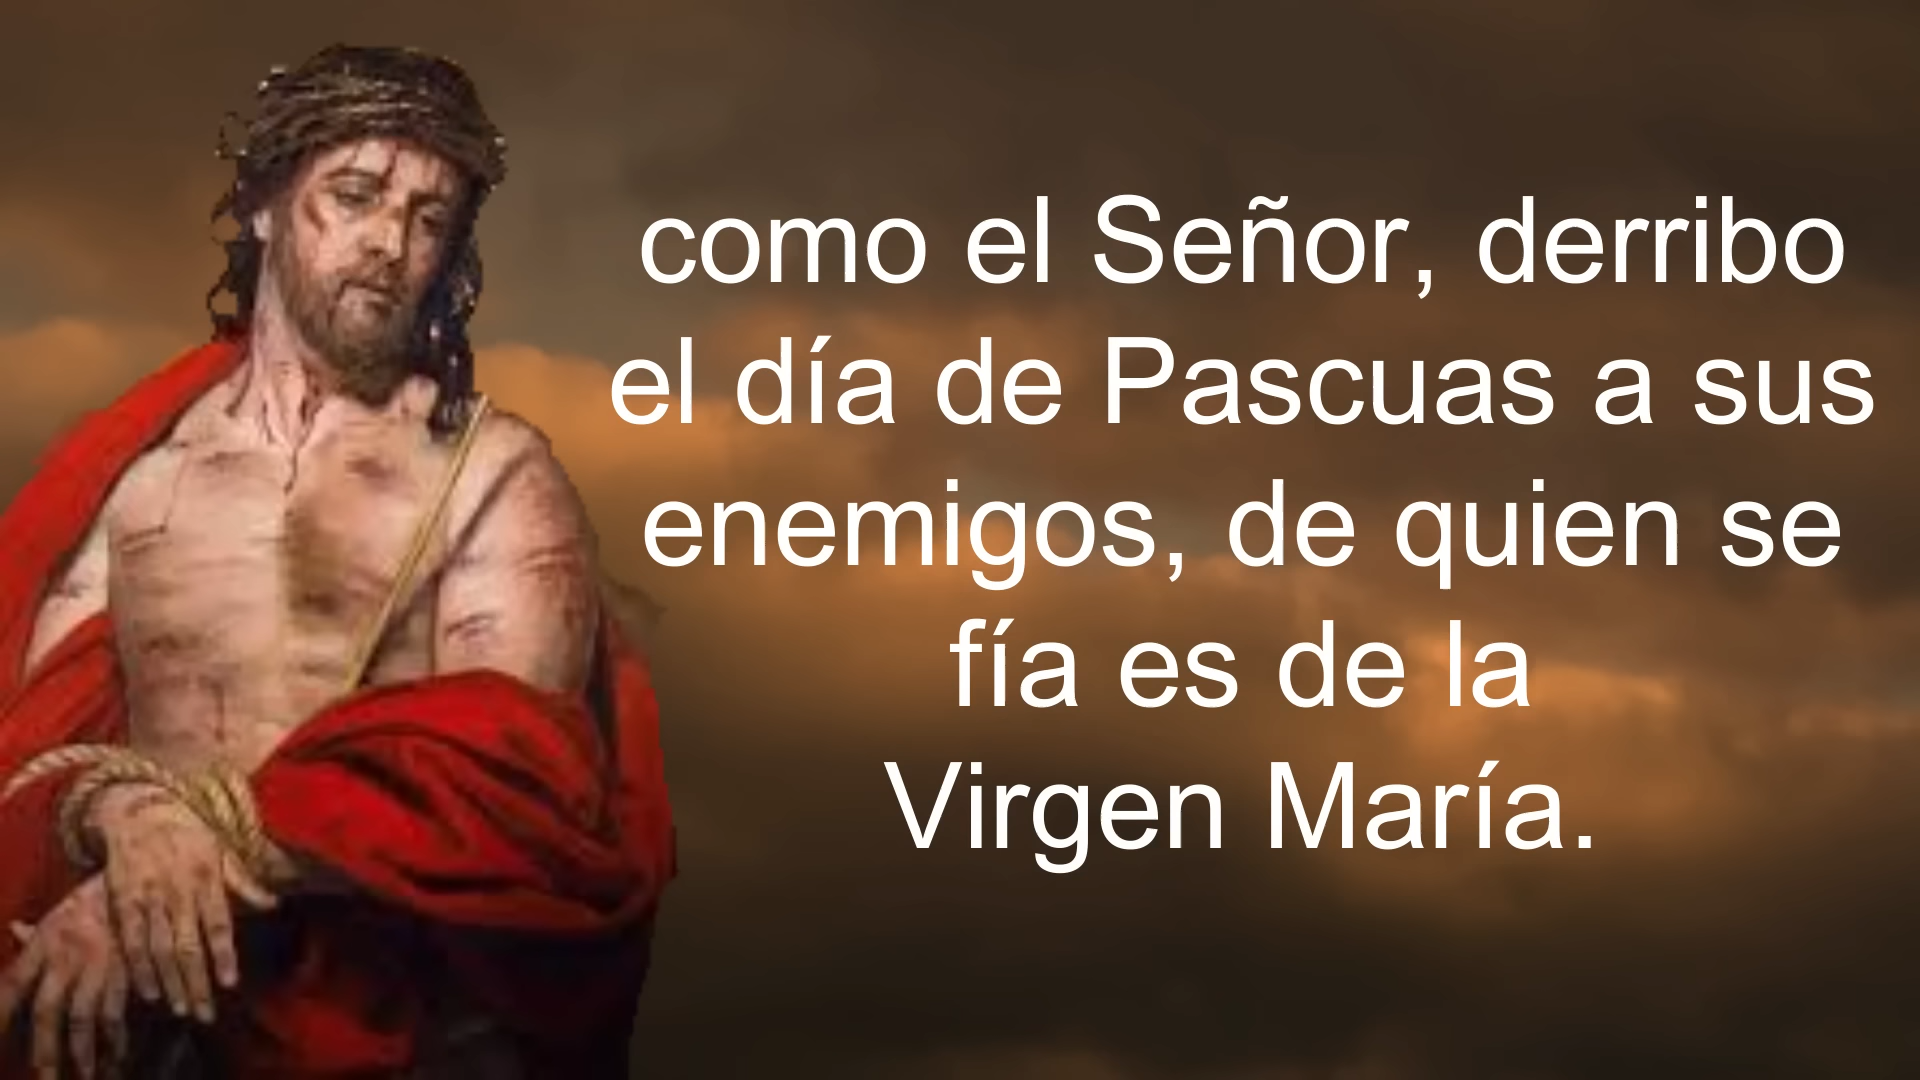 como el Señor, derribo
el día de Pascuas a sus
enemigos, de quien se
fía es de la
Virgen María.